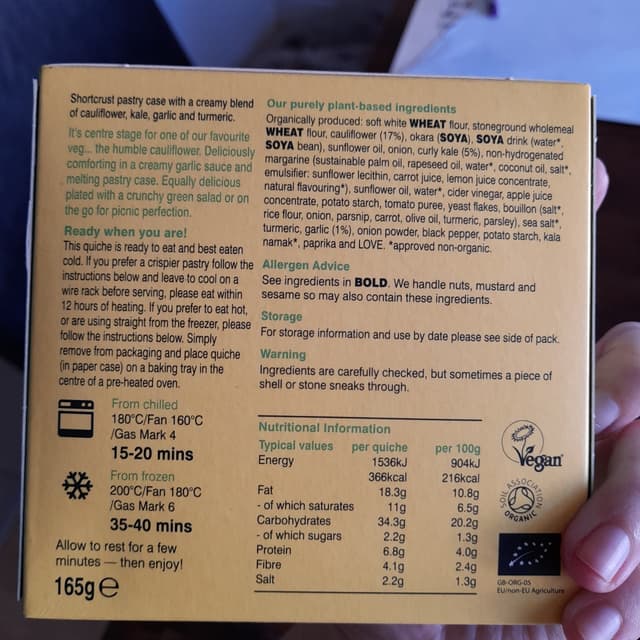 Shortcrust pastry case with a creamy blend
of cauliflower, kale, garlic and turmeric.
It's centre stage for one of our favourite
veg... the humble cauliflower. Deliciously
comforting in a creamy garlic sauce and
melting pastry case. Equally delicious
plated with a crunchy green salad or on
the go for picnic perfection.
Ready when you are!
This quiche is ready to eat and best eaten
cold. If you prefer a crispier pastry follow the
instructions below and leave to cool on a
wire rack before serving, please eat within
12 hours of heating. If you prefer to eat hot,
or are using straight from the freezer, please
follow the instructions below. Simply
remove from packaging and place quiche
(in paper case) on a baking tray in the
centre of a pre-heated oven.
From chilled
180°C/Fan 160°C
/Gas Mark 4
15-20 mins
From frozen
200°C/Fan 180°C
/Gas Mark 6
35-40 mins
Allow to rest for a few
minutes — then enjoy!
165g e
Our purely plant-based ingredients
Organically produced: soft white WHEAT flour, stoneground wholemeal
WHEAT flour, cauliflower (17%), okara (SOYA), SOYA drink (water*,
SOYA bean), sunflower oil, onion, curly kale (5%), non-hydrogenated
margarine (sustainable palm oil, rapeseed oil, water*, coconut oil, salt*,
emulsifier: sunflower lecithin, carrot juice, lemon juice concentrate,
natural flavouring*), sunflower oil, water*, cider vinegar, apple juice
concentrate, potato starch, tomato puree, yeast flakes, bouillon (salt*,
rice flour, onion, parsnip, carrot, olive oil, turmeric, parsley), sea salt*,
turmeric, garlic (1%), onion powder, black pepper, potato starch, kala
namak*, paprika and LOVE. *approved non-organic.
Allergen Advice
See ingredients in BOLD. We handle nuts, mustard and
sesame so may also contain these ingredients.
Storage
For storage information and use by date please see side of pack.
Warning
Ingredients are carefully checked, but sometimes a piece of
shell or stone sneaks through.
Nutritional Information
Typical values per quiche per 100g
Energy 1536kJ 904kJ
366kcal 216kcal
Fat 18.3g 10.8g
- of which saturates 11g 6.5g
Carbohydrates 34.3g 20.2g
- of which sugars 2.2g 1.3g
Protein 6.8g 4.0g
Fibre 4.1g 2.4g
Salt 2.2g 1.3g
Vegan
SOIL ASSOCIATION
ORGANIC
GB-ORG-05
EU/non-EU Agriculture